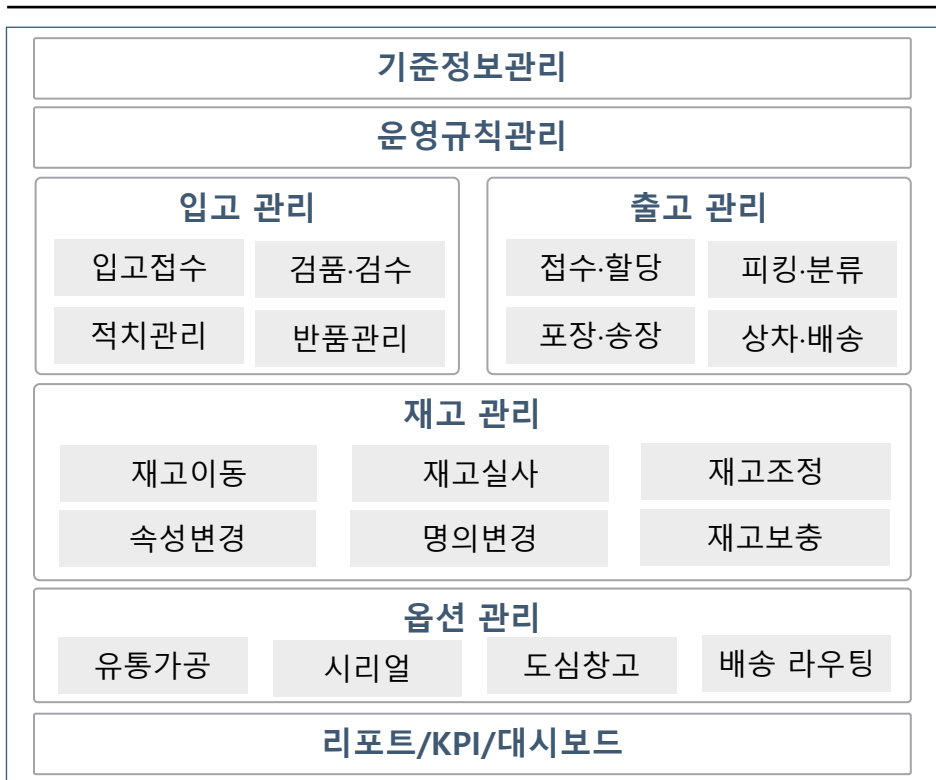 기준정보관리
운영규칙관리
입고 관리
입고접수 검품·검수
적치관리 반품관리
출고 관리
접수·할당 피킹·분류
포장·송장 상차·배송
재고 관리
재고이동 재고실사 재고조정
속성변경 명의변경 재고보충
옵션 관리
유통가공 시리얼 도심창고 배송 라우팅
리포트/KPI/대시보드